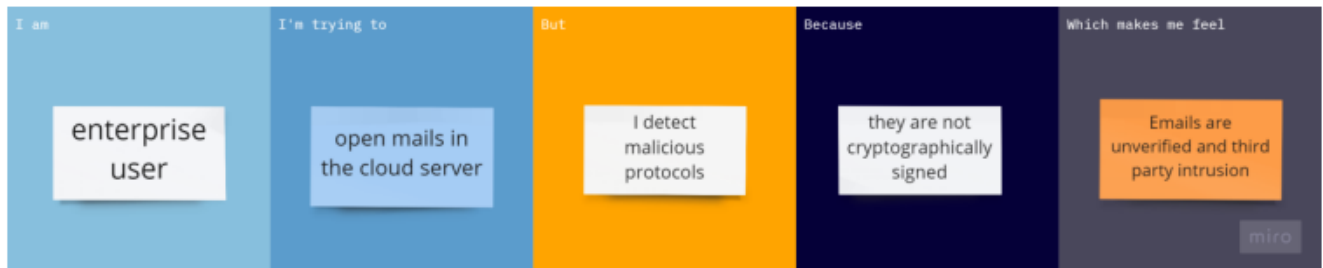 I am
I'm trying to
But
Because
Which makes me feel
enterprise
user
open mails in
the cloud server
I detect
malicious
protocols
they are not
cryptographically
signed
Emails are
unverified and third
party intrusion
miro